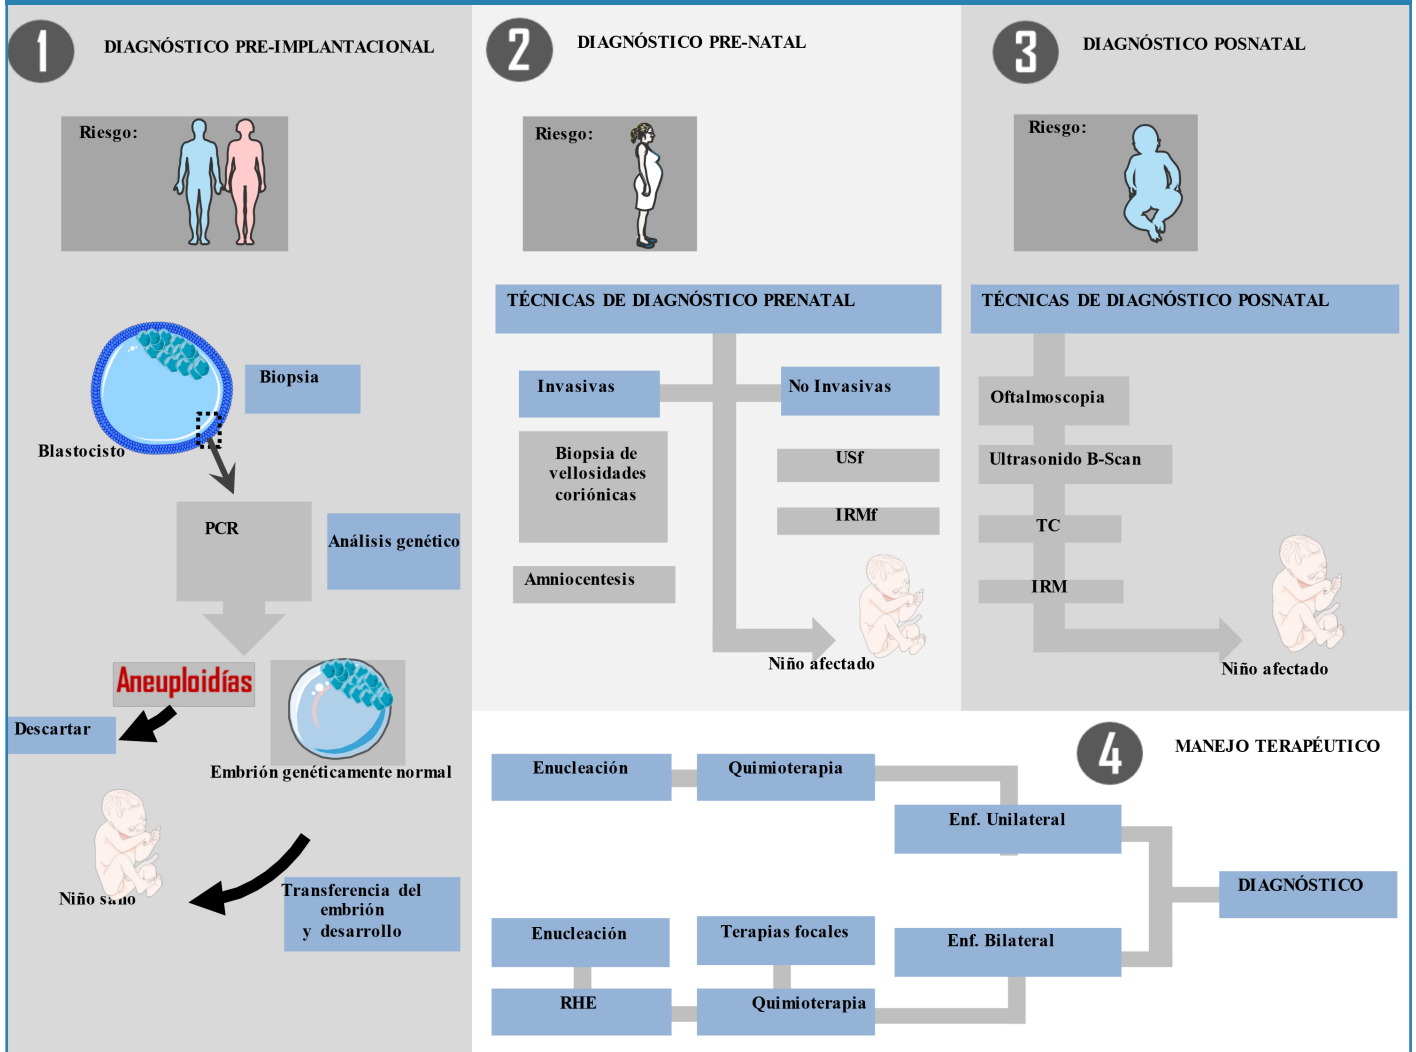 1
DIAGNÓSTICO PRE-IMPLANTACIONAL
Riesgo:
Biopsia
Blastocisto
PCR
Análisis genético
Aneuploidías
Descartar
Embrión genéticamente normal
Niño sano
Transferencia del
embrión
y desarrollo
2
DIAGNÓSTICO PRE-NATAL
Riesgo:
TÉCNICAS DE DIAGNÓSTICO PRENATAL
Invasivas
No Invasivas
Biopsia de
vellosidades
coriónicas
USf
IRMf
Amniocentesis
Niño afectado
3
DIAGNÓSTICO POSNATAL
Riesgo:
TÉCNICAS DE DIAGNÓSTICO POSNATAL
Oftalmoscopia
Ultrasonido B-Scan
TC
IRM
Niño afectado
4
MANEJO TERAPÉUTICO
Enucleación
Quimioterapia
Enf. Unilateral
DIAGNÓSTICO
Enucleación
Terapias focales
Enf. Bilateral
RHE
Quimioterapia